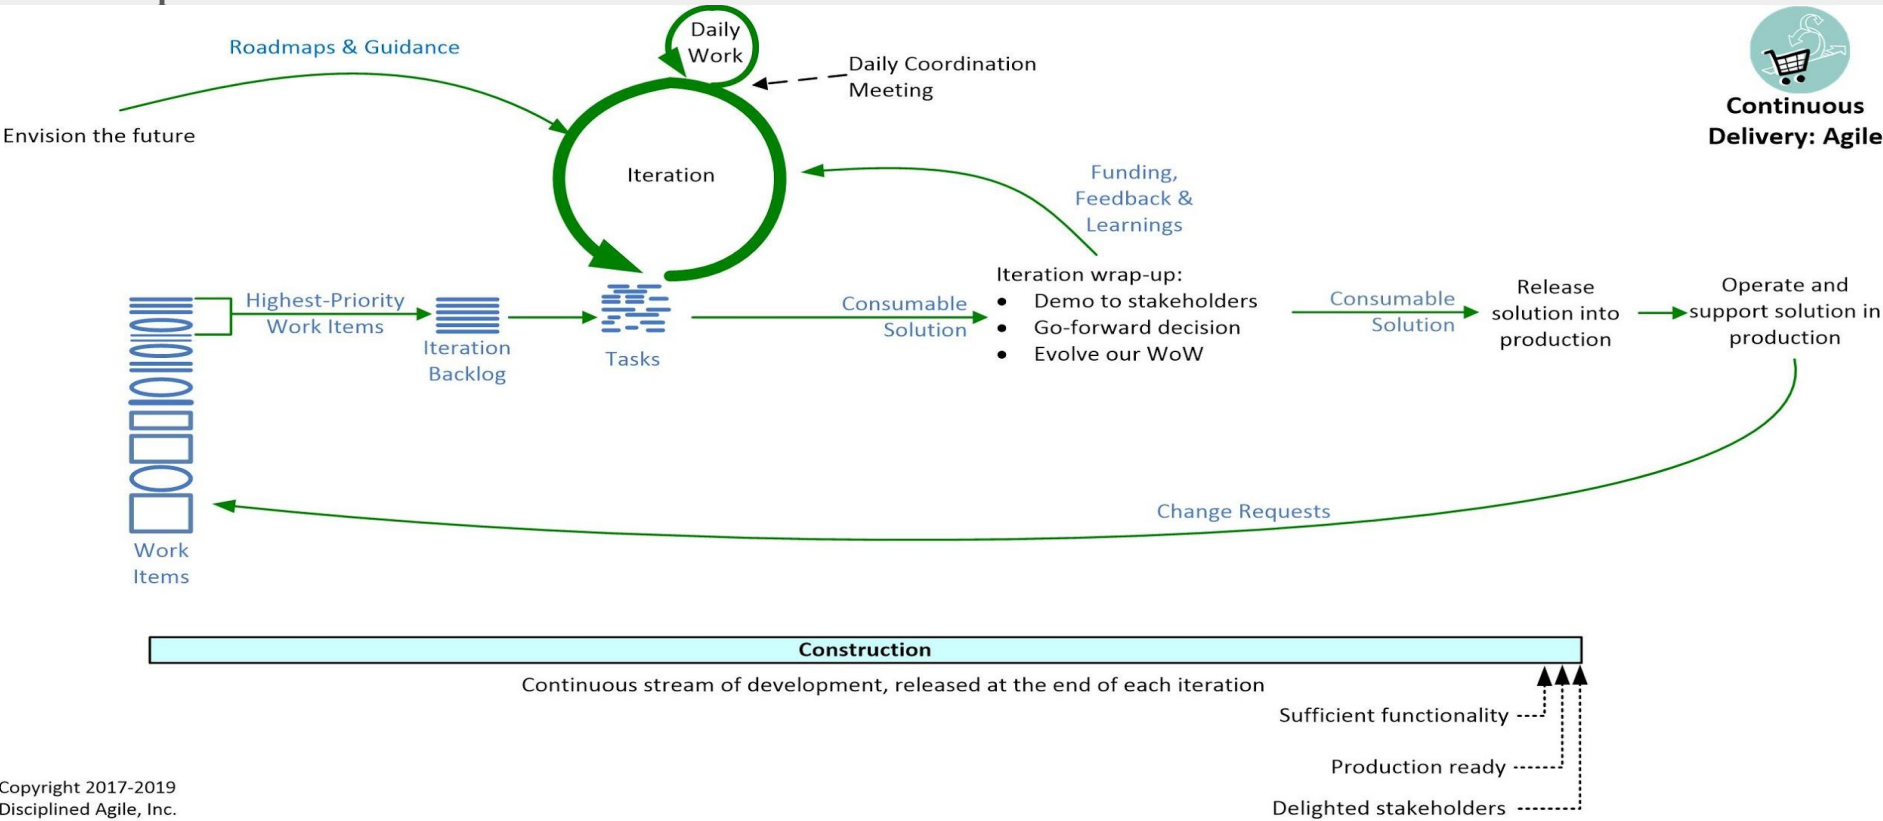 Daily
Work
Roadmaps & Guidance
Daily Coordination
Meeting
Continuous
Delivery: Agile
Envision the future
Iteration
Funding,
Feedback &
Learnings
Iteration wrap-up:
• Demo to stakeholders
• Go-forward decision
• Evolve our WoW
Highest-Priority
Work Items
Iteration
Backlog
Tasks
Consumable
Solution
Consumable
Solution
Release
solution into
production
Operate and
support solution in
production
Change Requests
Work
Items
Construction
Continuous stream of development, released at the end of each iteration
Sufficient functionality
Production ready
Delighted stakeholders
Copyright 2017-2019
Disciplined Agile, Inc.